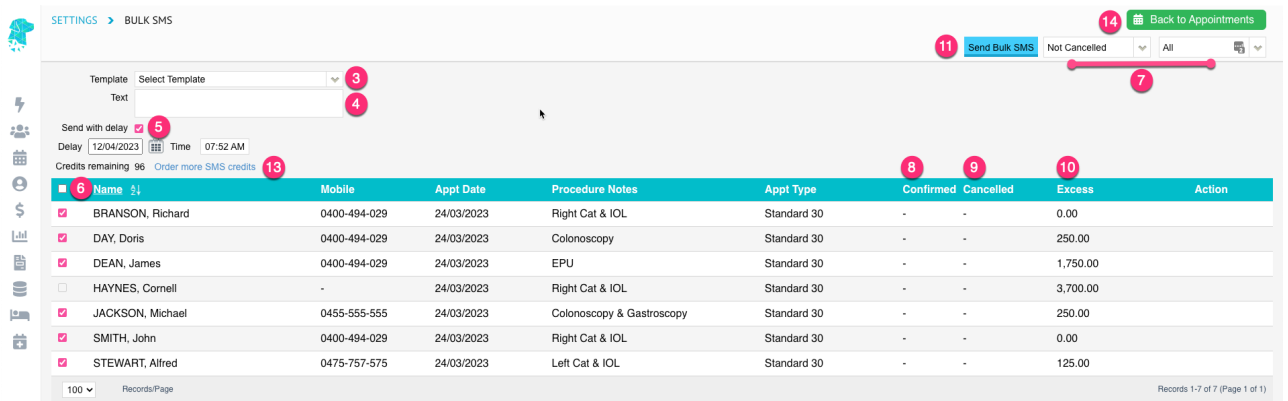 SETTINGS > BULK SMS
14 Back to Appointments
11 Send Bulk SMS Not Cancelled All
7
Template Select Template 3
Text 4
Send with delay 5
Delay 12/04/2023 Time 07:52 AM
Credits remaining 96 Order more SMS credits 13
8 9 10
6 Name Mobile Appt Date Procedure Notes Appt Type Confirmed Cancelled Excess Action
BRANSON, Richard 0400-494-029 24/03/2023 Right Cat & IOL Standard 30 - - 0.00
DAY, Doris 0400-494-029 24/03/2023 Colonoscopy Standard 30 - - 250.00
DEAN, James 0400-494-029 24/03/2023 EPU Standard 30 - - 1,750.00
HAYNES, Cornell - 24/03/2023 Right Cat & IOL Standard 30 - - 3,700.00
JACKSON, Michael 0455-555-555 24/03/2023 Colonoscopy & Gastroscopy Standard 30 - - 250.00
SMITH, John 0400-494-029 24/03/2023 Right Cat & IOL Standard 30 - - 0.00
STEWART, Alfred 0475-757-575 24/03/2023 Left Cat & IOL Standard 30 - - 125.00
100 Records/Page Records 1-7 of 7 (Page 1 of 1)